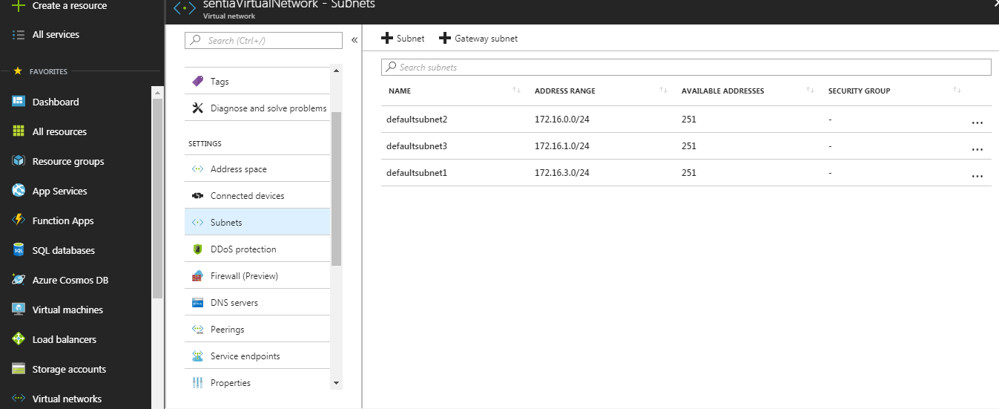 Create a resource
All services
FAVORITES
Dashboard
All resources
Resource groups
App Services
Function Apps
SQL databases
Azure Cosmos DB
Virtual machines
Load balancers
Storage accounts
Virtual networks
sentiaVirtualNetwork - Subnets
Virtual network
Search (Ctrl+/)
Tags
Diagnose and solve problems
SETTINGS
Address space
Connected devices
Subnets
DDoS protection
Firewall (Preview)
DNS servers
Peerings
Service endpoints
Properties
Subnet Gateway subnet
Search subnets
NAME ADDRESS RANGE AVAILABLE ADDRESSES SECURITY GROUP
defaultsubnet2 172.16.0.0/24 251 - ...
defaultsubnet3 172.16.1.0/24 251 - ...
defaultsubnet1 172.16.3.0/24 251 - ...